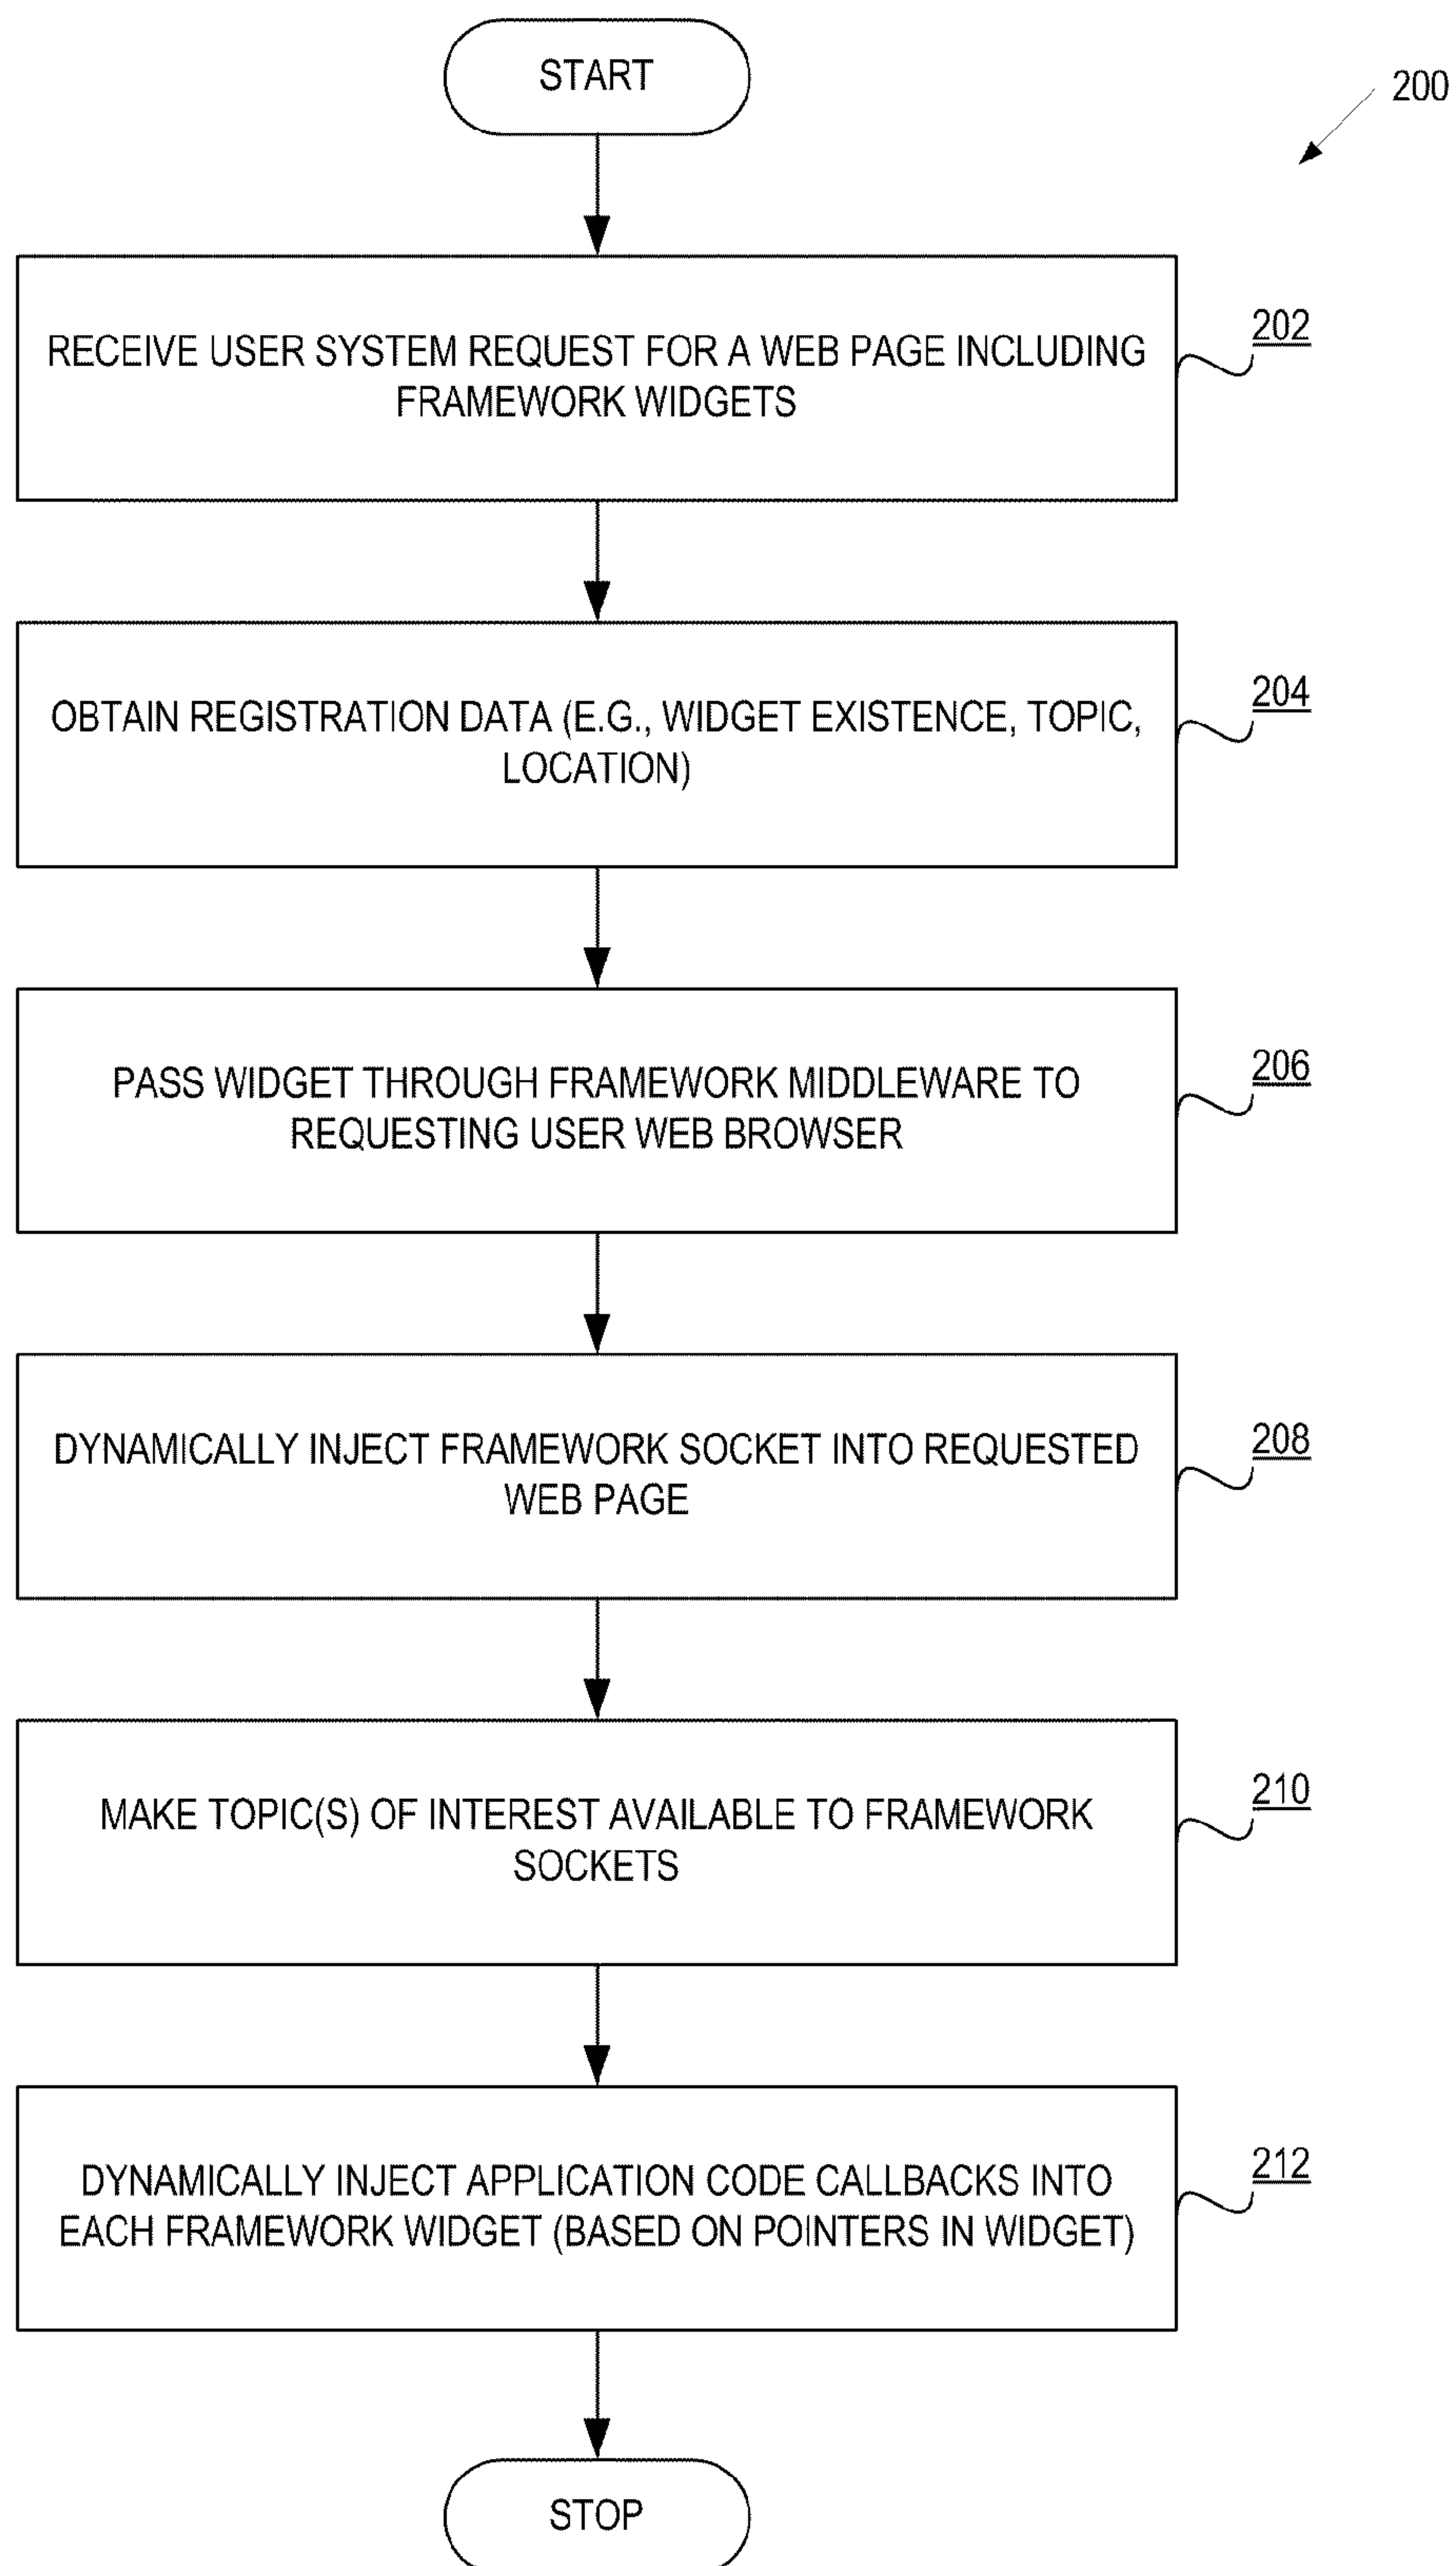 START
200
RECEIVE USER SYSTEM REQUEST FOR A WEB PAGE INCLUDING
FRAMEWORK WIDGETS
202
OBTAIN REGISTRATION DATA (E.G., WIDGET EXISTENCE, TOPIC,
LOCATION)
204
PASS WIDGET THROUGH FRAMEWORK MIDDLEWARE TO
REQUESTING USER WEB BROWSER
206
DYNAMICALLY INJECT FRAMEWORK SOCKET INTO REQUESTED
WEB PAGE
208
MAKE TOPIC(S) OF INTEREST AVAILABLE TO FRAMEWORK
SOCKETS
210
DYNAMICALLY INJECT APPLICATION CODE CALLBACKS INTO
EACH FRAMEWORK WIDGET (BASED ON POINTERS IN WIDGET)
212
STOP